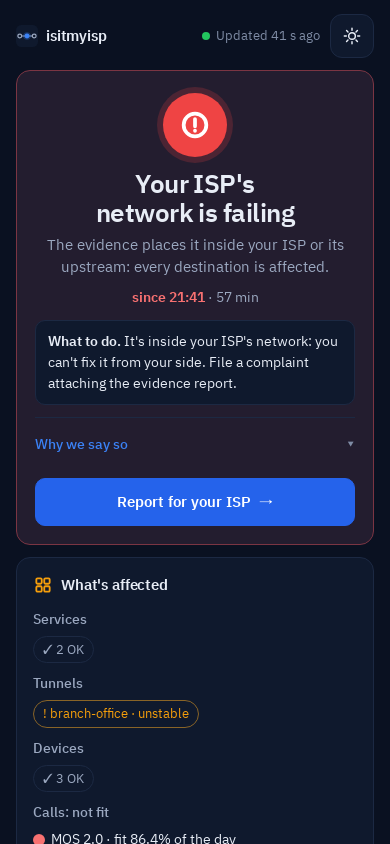 isitmyisp
Updated 41 s ago
Your ISP's
network is failing
The evidence places it inside your ISP or its
upstream: every destination is affected.
since 21:41 · 57 min
What to do. It's inside your ISP's network: you
can't fix it from your side. File a complaint
attaching the evidence report.
Why we say so ▾
Report for your ISP →
What's affected
Services
✓ 2 OK
Tunnels
! branch-office · unstable
Devices
✓ 3 OK
Calls: not fit
MOS 2.0 · fit 86.4% of the day